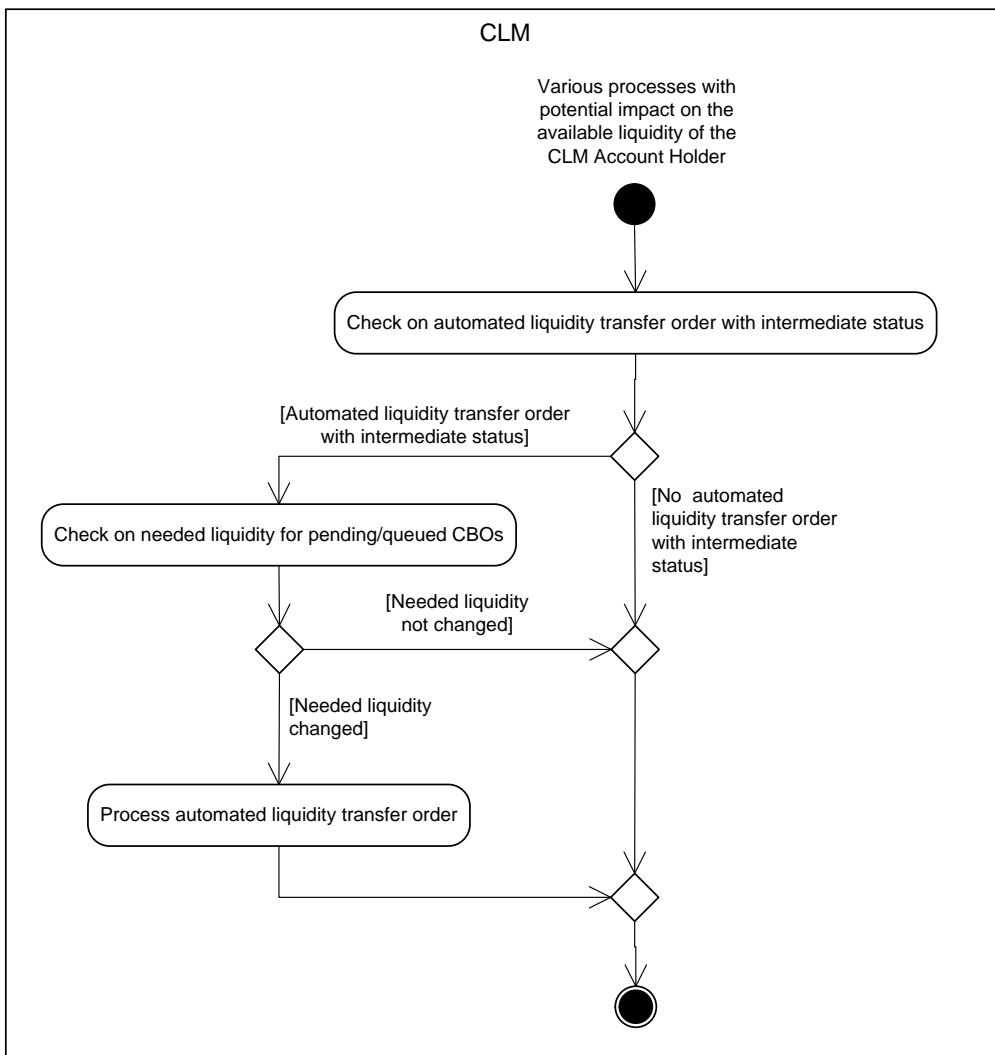 CLM
Various processes with
potential impact on the
available liquidity of the
CLM Account Holder
Check on automated liquidity transfer order with intermediate status
[Automated liquidity transfer order
with intermediate status]
[No  automated
liquidity transfer order
with intermediate
status]
Check on needed liquidity for pending/queued CBOs
[Needed liquidity
not changed]
[Needed liquidity
changed]
Process automated liquidity transfer order